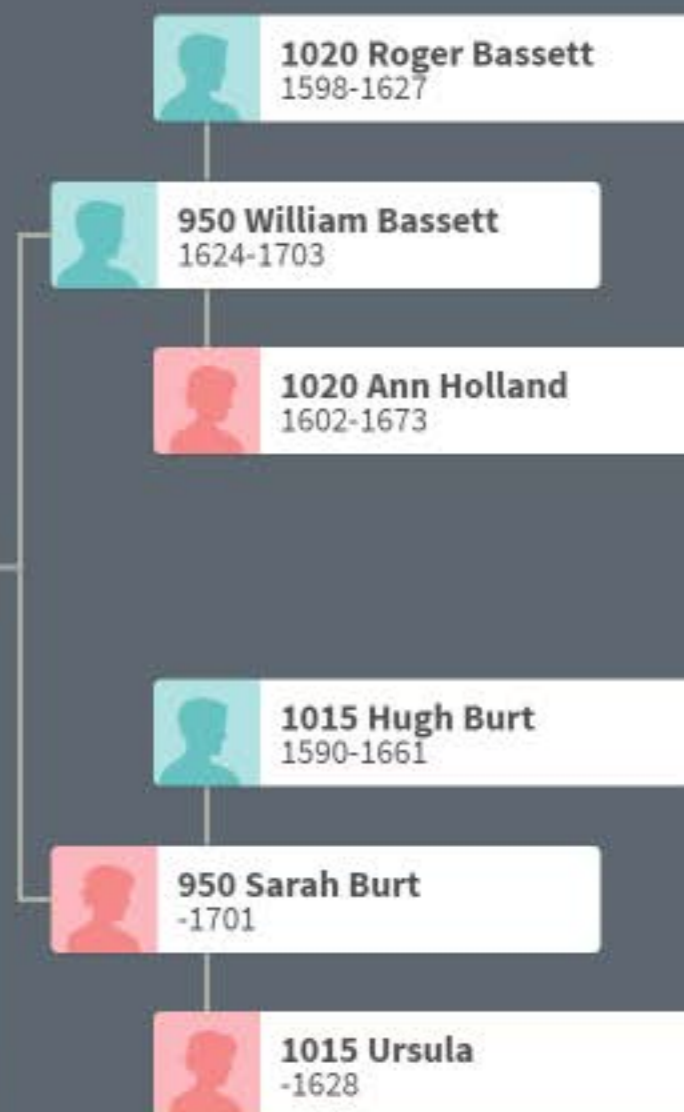 1020 Roger Bassett
1598-1627
950 William Bassett
1624-1703
1020 Ann Holland
1602-1673
1015 Hugh Burt
1590-1661
950 Sarah Burt
-1701
1015 Ursula
-1628